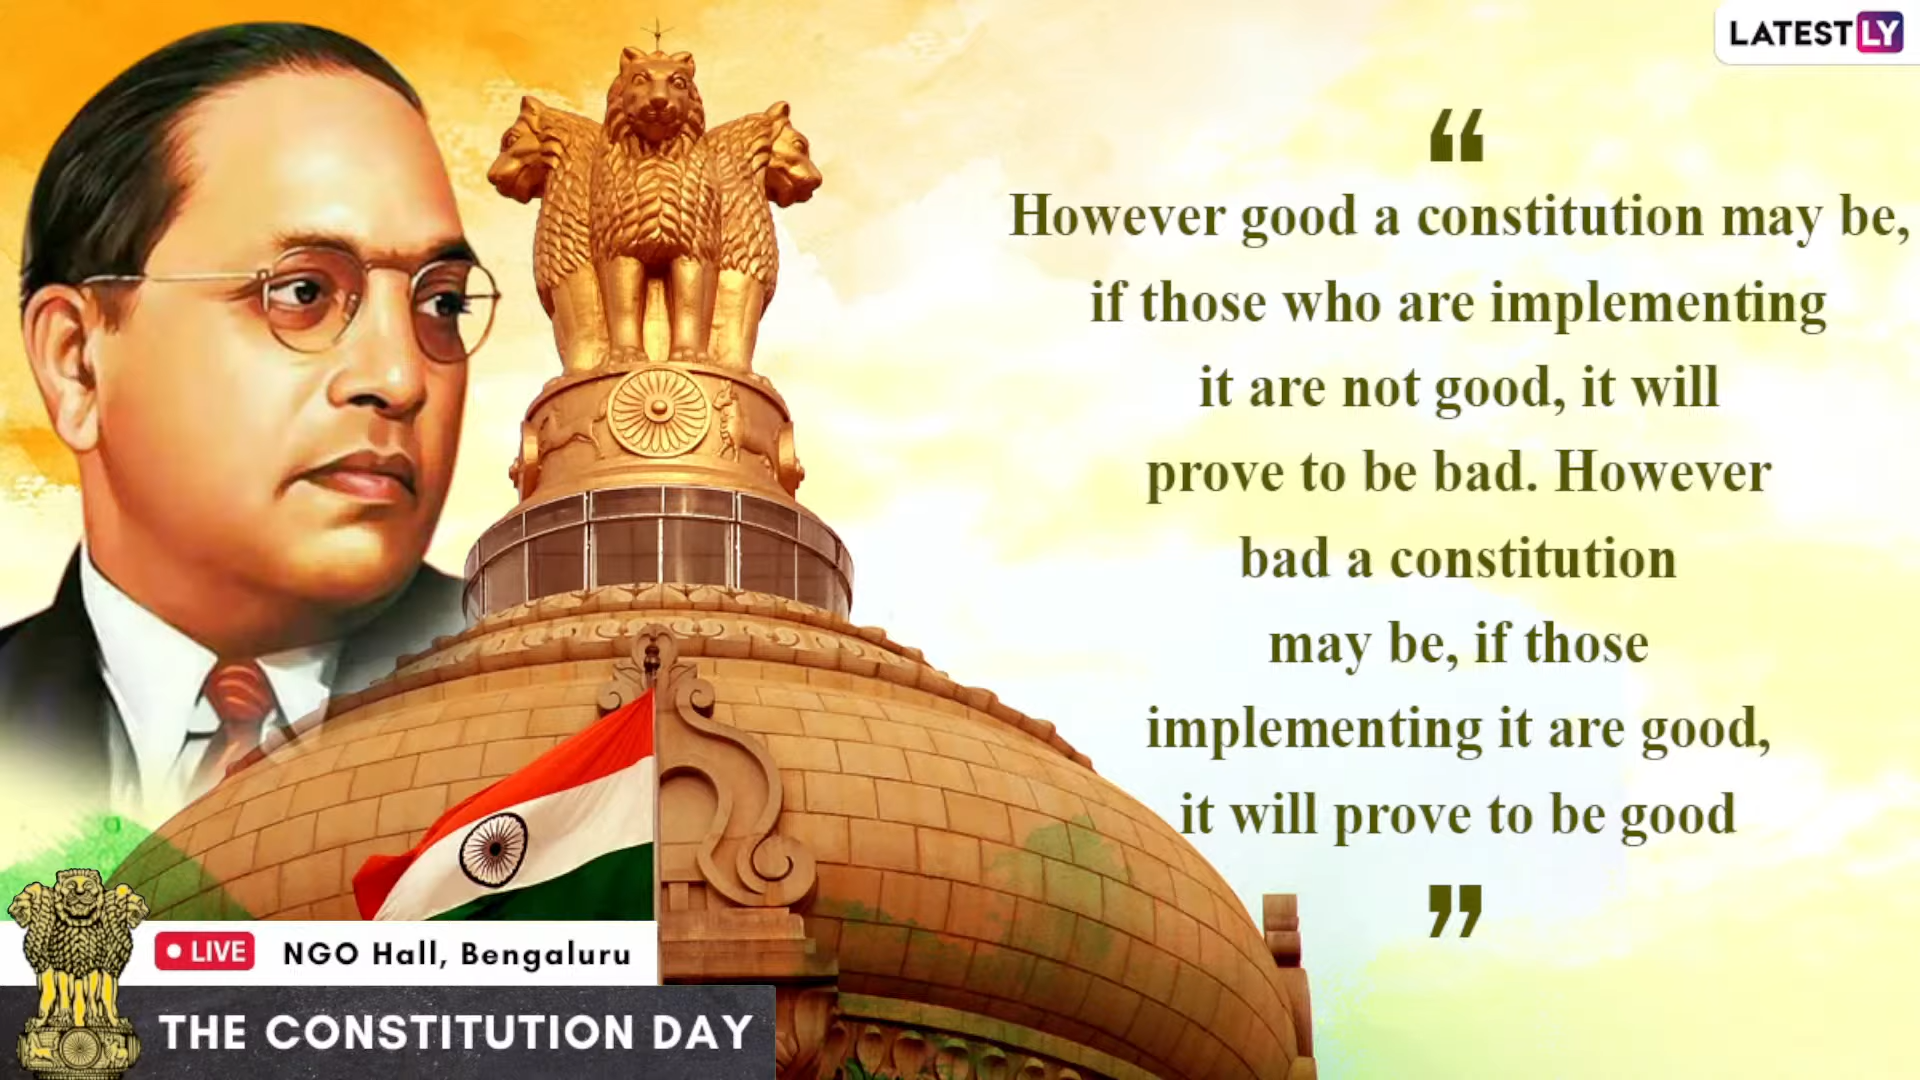 LATESTLY
“
However good a constitution may be,
if those who are implementing
it are not good, it will
prove to be bad. However
bad a constitution
may be, if those
implementing it are good,
it will prove to be good
”
LIVE NGO Hall, Bengaluru
THE CONSTITUTION DAY